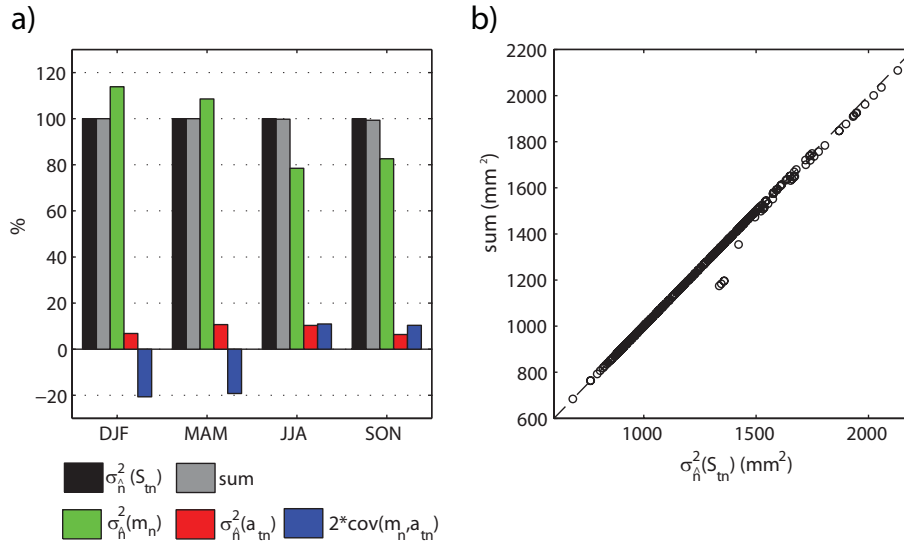 a)
120
100
80
60
40
20
0
−20
%
DJF
MAM
JJA
SON
σ²n̂(Stn)
sum
σ²n̂(mn)
σ²n̂(atn)
2*cov(mn,atn)
b)
2200
2000
1800
1600
1400
1200
1000
800
600
sum (mm²)
1000
1500
2000
σ²n̂(Stn) (mm²)